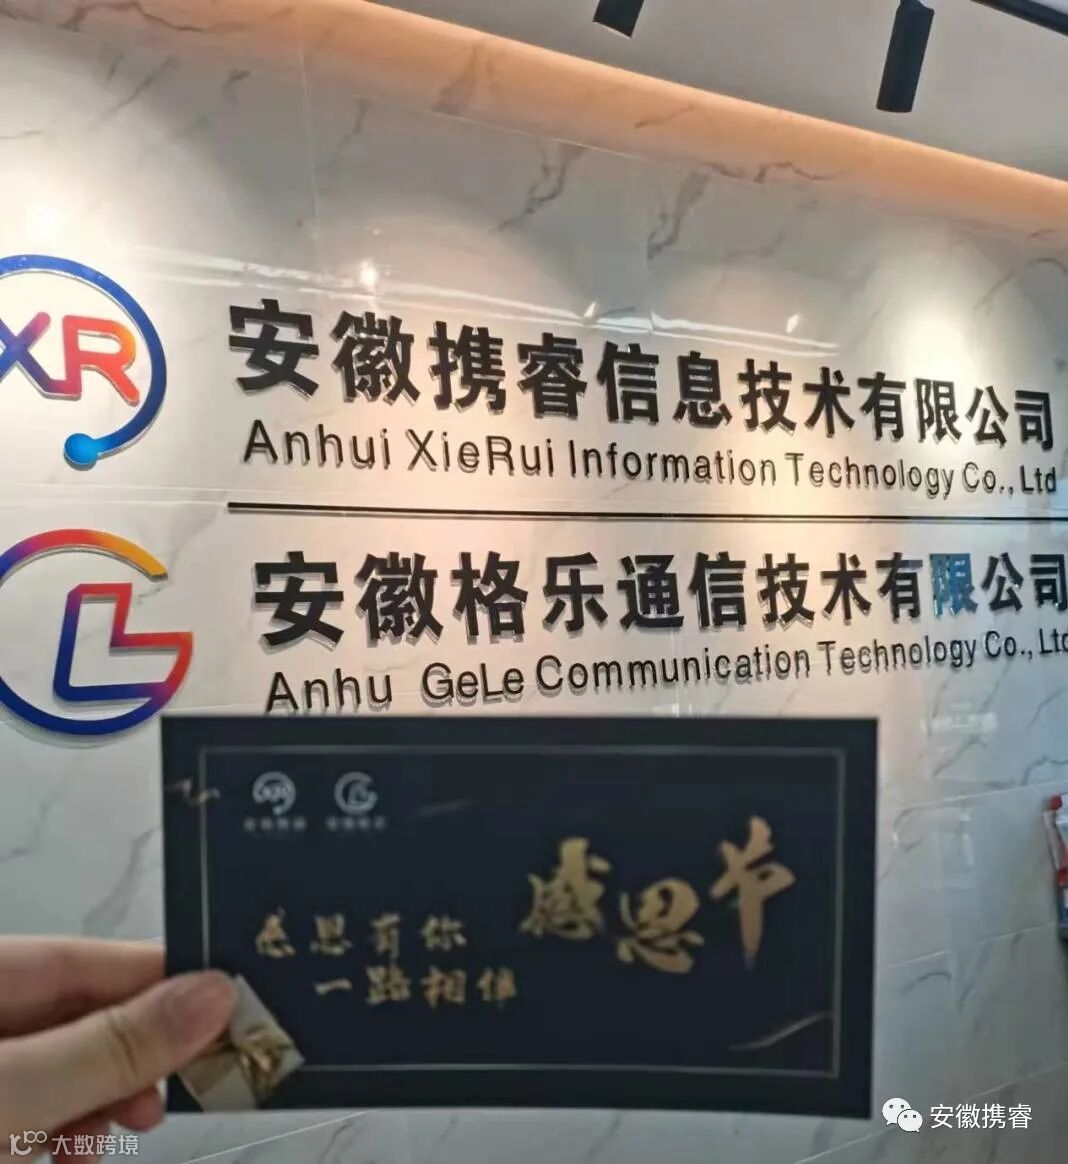 XR
安徽携睿信息技术有限公司
Anhui XieRui Information Technology Co., Ltd
安徽格乐通信技术有限公司
Anhu GeLe Communication Technology Co., Ltd
感恩节
感恩有你
一路相伴
安徽携睿
大数跨境